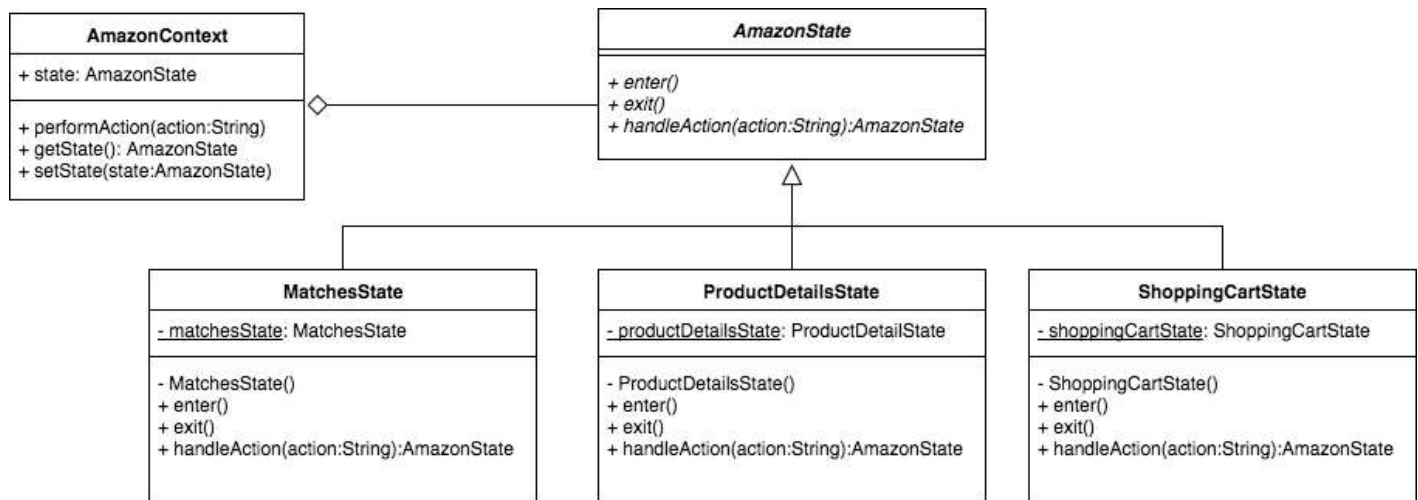 AmazonContext
+ state: AmazonState
+ performAction(action:String)
+ getState(): AmazonState
+ setState(state:AmazonState)
AmazonState
+ enter()
+ exit()
+ handleAction(action:String):AmazonState
MatchesState
- matchesState: MatchesState
- MatchesState()
+ enter()
+ exit()
+ handleAction(action:String):AmazonState
ProductDetailsState
- productDetailsState: ProductDetailState
- ProductDetailsState()
+ enter()
+ exit()
+ handleAction(action:String):AmazonState
ShoppingCartState
- shoppingCartState: ShoppingCartState
- ShoppingCartState()
+ enter()
+ exit()
+ handleAction(action:String):AmazonState